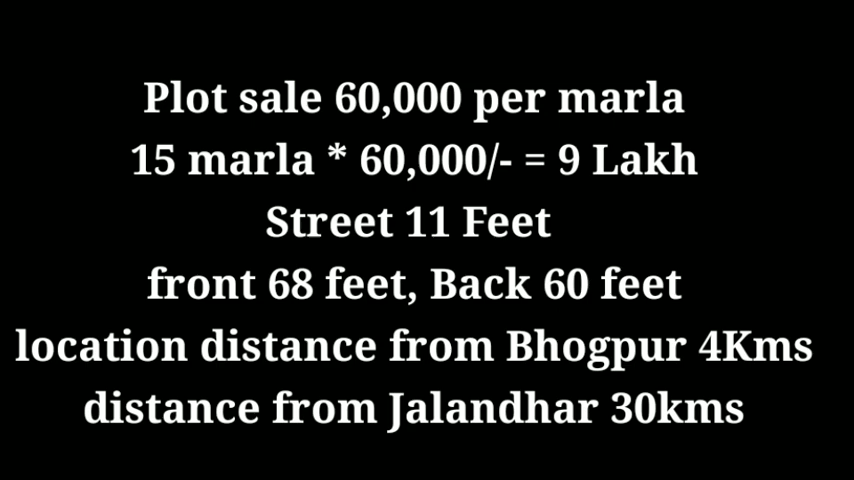 Plot sale 60,000 per marla
15 marla * 60,000/- = 9 Lakh
Street 11 Feet
front 68 feet, Back 60 feet
location distance from Bhogpur 4Kms
distance from Jalandhar 30kms